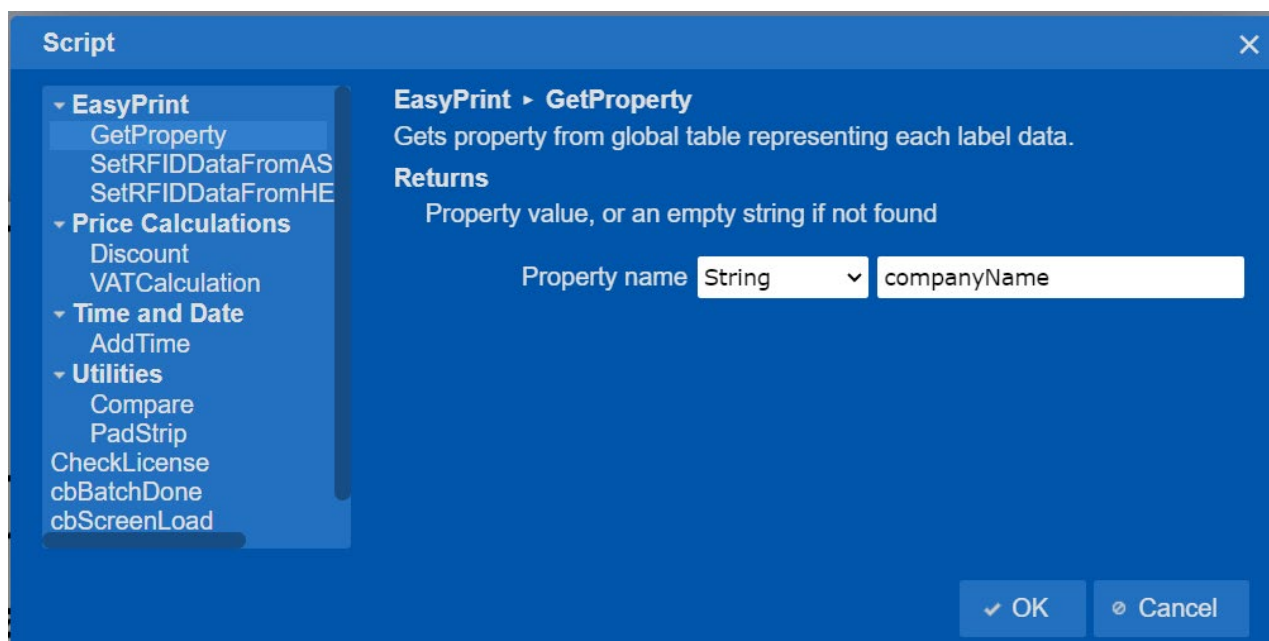 Script
EasyPrint
GetProperty
SetRFIDDataFromAS
SetRFIDDataFromHE
Price Calculations
Discount
VATCalculation
Time and Date
AddTime
Utilities
Compare
PadStrip
CheckLicense
cbBatchDone
cbScreenLoad
EasyPrint ▸ GetProperty
Gets property from global table representing each label data.
Returns
Property value, or an empty string if not found
Property name String companyName
OK Cancel